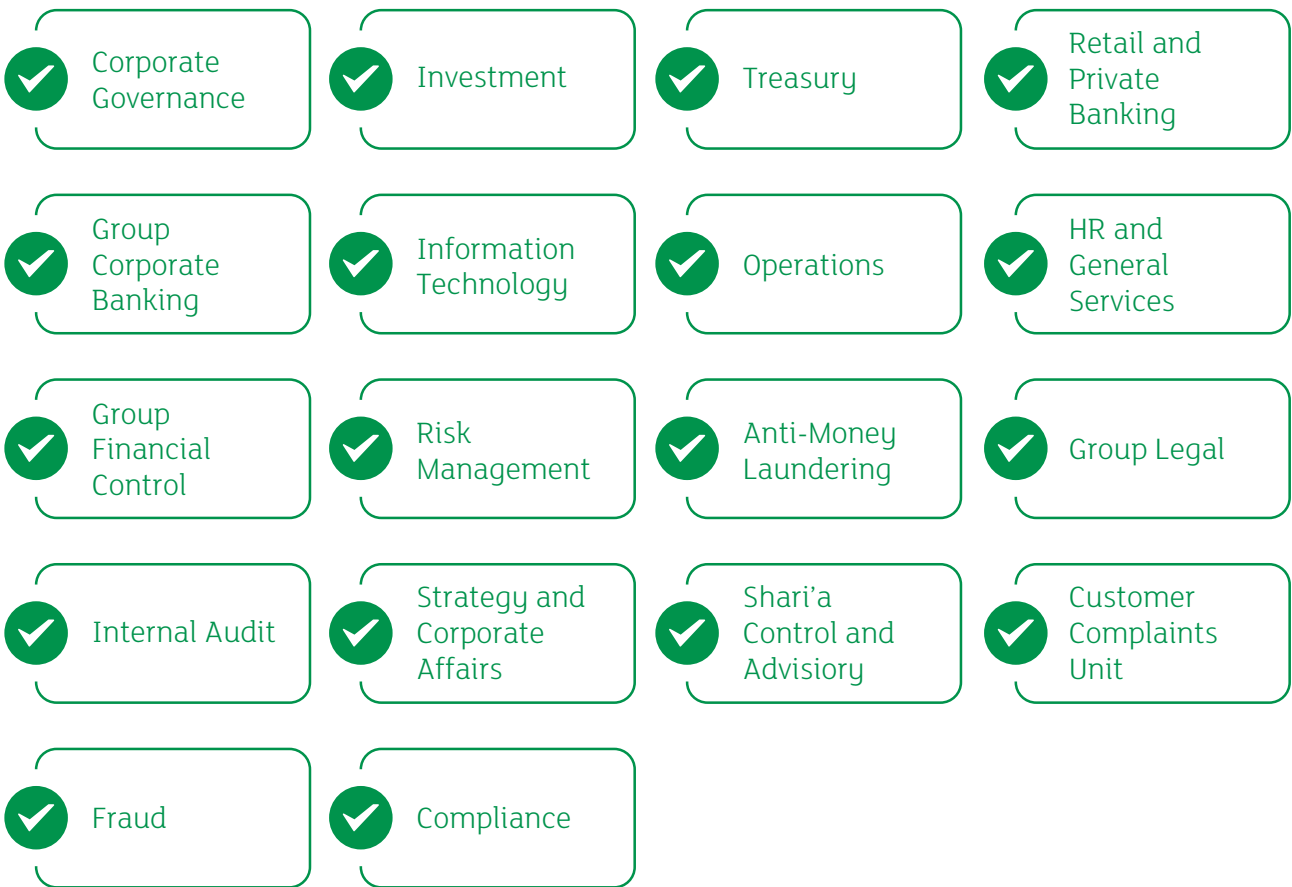 Corporate
Governance
Investment
Treasury
Retail and
Private
Banking
Group
Corporate
Banking
Information
Technology
Operations
HR and
General
Services
Group
Financial
Control
Risk
Management
Anti-Money
Laundering
Group Legal
Internal Audit
Strategy and
Corporate
Affairs
Shari’a
Control and
Advisiory
Customer
Complaints
Unit
Fraud
Compliance